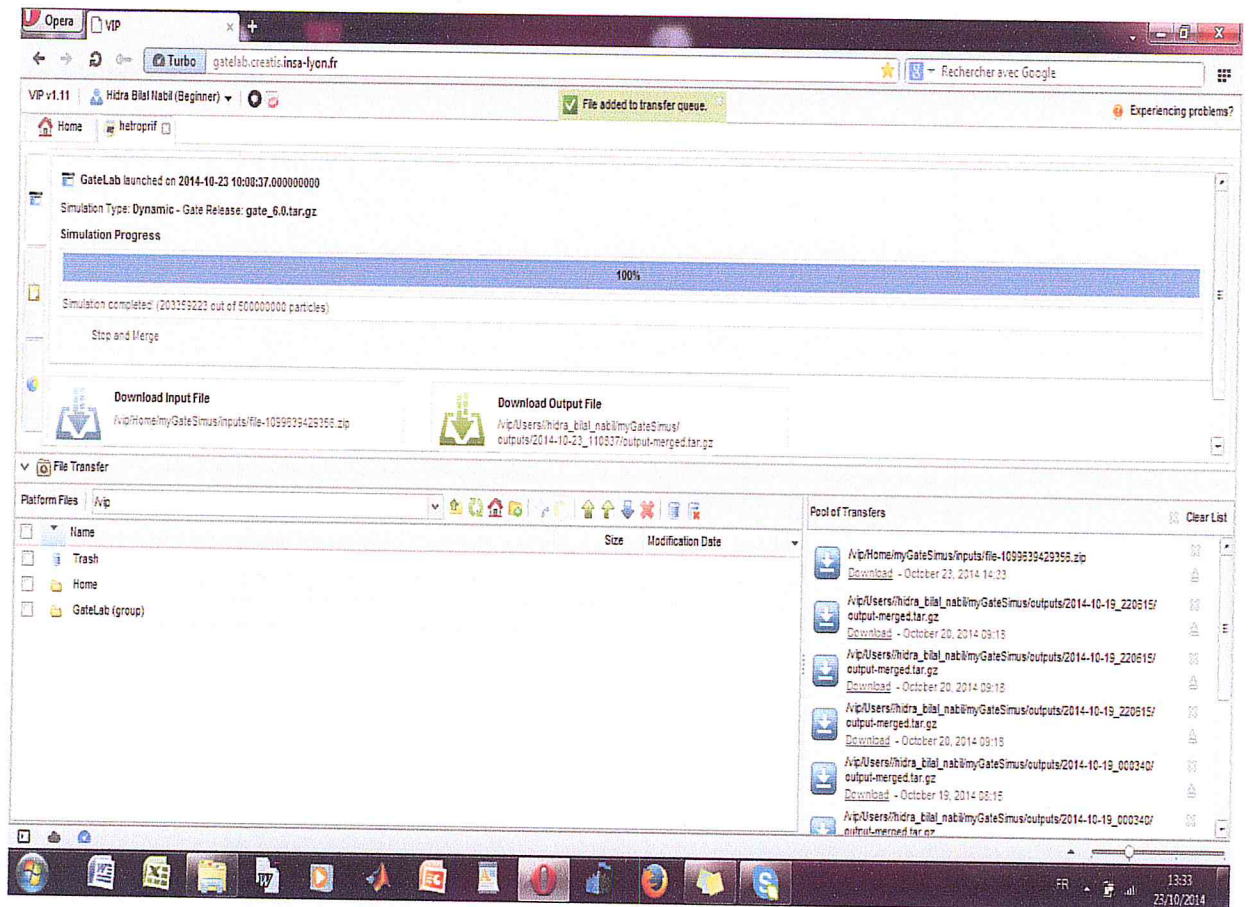 Opera
VIP
Turbo
gatelab.creatis.insa-lyon.fr
Rechercher avec Google
VIP v1.11
Hidra Bilal Nabil (Beginner)
File added to transfer queue.
Experiencing problems?
Home
hetroprif
GateLab launched on 2014-10-23 10:08:37.000000000
Simulation Type: Dynamic - Gate Release: gate_6.0.tar.gz
Simulation Progress
100%
Simulation completed (203359223 out of 500000000 particles)
Stop and Merge
Download Input File
/vip/Home/myGateSimus/inputs/file-1099639429356.zip
Download Output File
/vip/Users//hidra_bilal_nabil/myGateSimus/
outputs/2014-10-23_110837/output-merged.tar.gz
File Transfer
Platform Files
/vip
Name
Size
Modification Date
Trash
Home
GateLab (group)
Pool of Transfers
Clear List
/vip/Home/myGateSimus/inputs/file-1099639429356.zip
Download - October 23, 2014 14:33
/vip/Users//hidra_bilal_nabil/myGateSimus/outputs/2014-10-19_220615/
output-merged.tar.gz
Download - October 20, 2014 09:18
/vip/Users//hidra_bilal_nabil/myGateSimus/outputs/2014-10-19_220615/
output-merged.tar.gz
Download - October 20, 2014 09:18
/vip/Users//hidra_bilal_nabil/myGateSimus/outputs/2014-10-19_220615/
output-merged.tar.gz
Download - October 20, 2014 09:18
/vip/Users//hidra_bilal_nabil/myGateSimus/outputs/2014-10-19_000340/
output-merged.tar.gz
Download - October 19, 2014 08:15
/vip/Users//hidra_bilal_nabil/myGateSimus/outputs/2014-10-19_000340/
output-merged.tar.gz
FR
13:33
23/10/2014